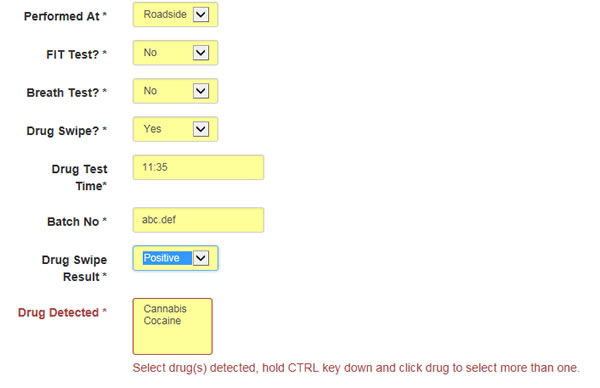 Performed At * Roadside
FIT Test? * No
Breath Test? * No
Drug Swipe? * Yes
Drug Test 11:35
Time*
Batch No * abc.def
Drug Swipe Positive
Result *
Drug Detected * Cannabis
Cocaine
Select drug(s) detected, hold CTRL key down and click drug to select more than one.